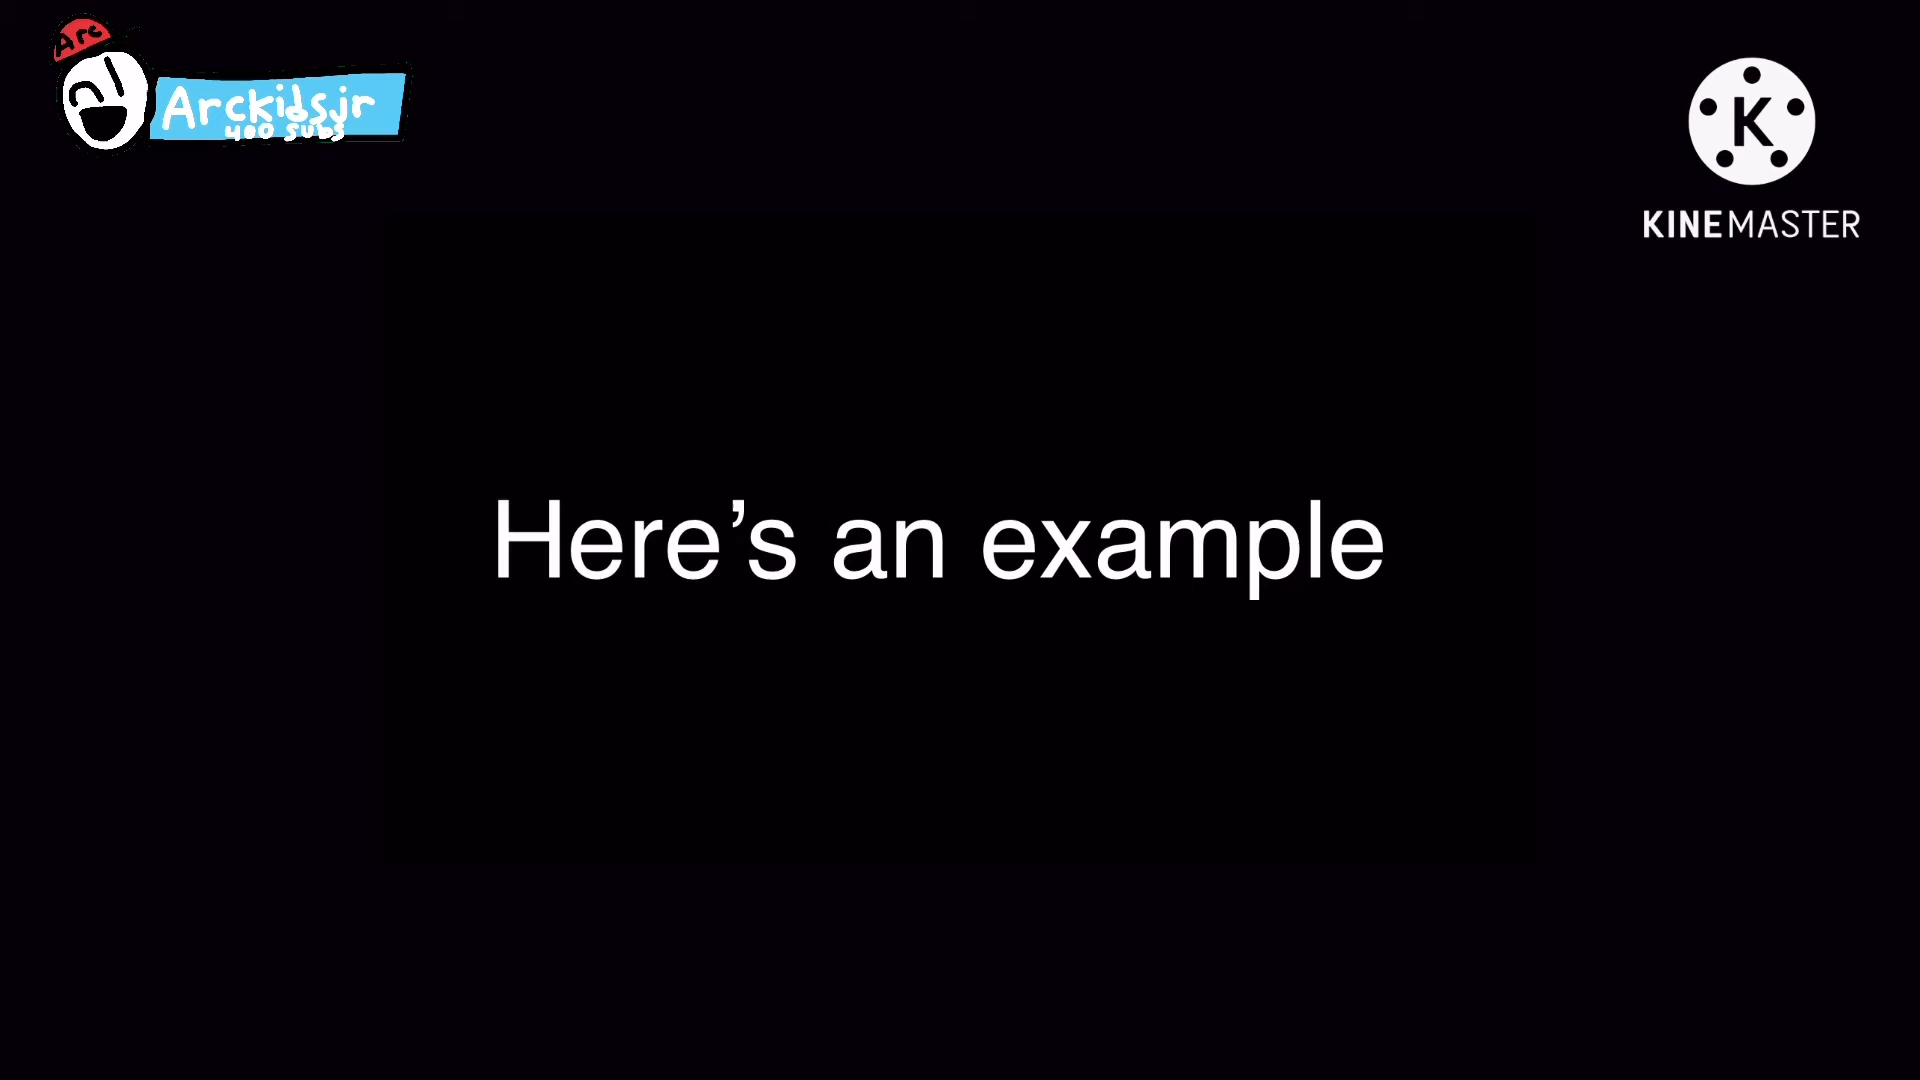 Arc
Arckidsjr
400 subs
K
KINEMASTER
Here’s an example